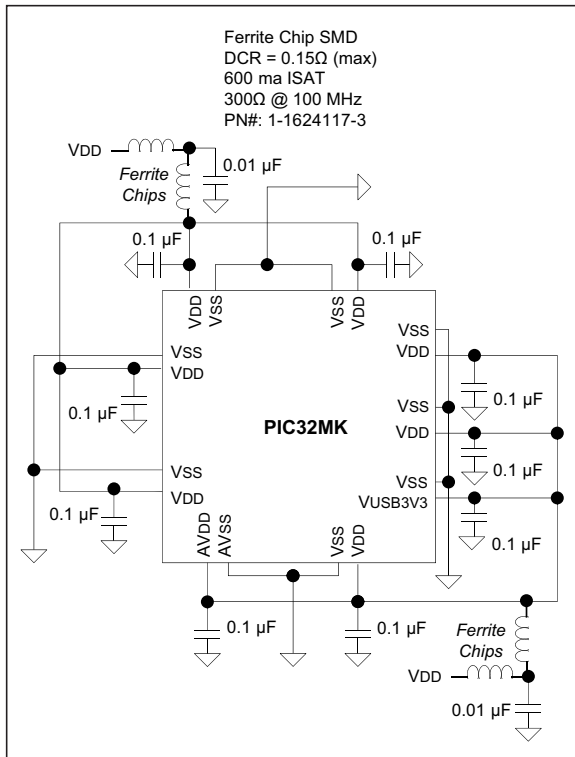 Ferrite Chip SMD
DCR = 0.15Ω (max)
600 ma ISAT
300Ω @ 100 MHz
PN#: 1-1624117-3
VDD
0.01 µF
Ferrite
Chips
0.1 µF
0.1 µF
VDD
VSS
VSS
VDD
VSS
VDD
0.1 µF
VSS
VDD
0.1 µF
PIC32MK
VSS
VDD
0.1 µF
VSS
VDD
0.1 µF
VSS
VUSB3V3
0.1 µF
AVDD
AVSS
VSS
VDD
0.1 µF
0.1 µF
Ferrite
Chips
VDD
0.01 µF